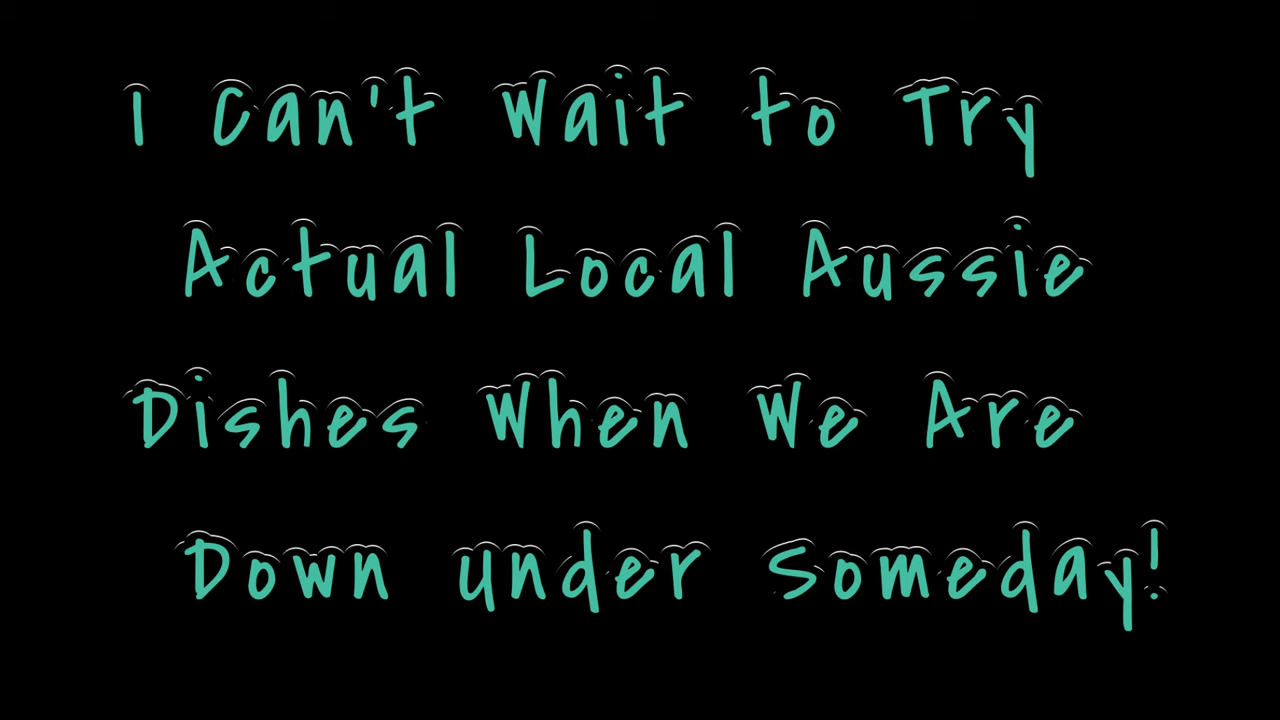 I Can't Wait to Try
Actual Local Aussie
Dishes When We Are
Down under Someday!